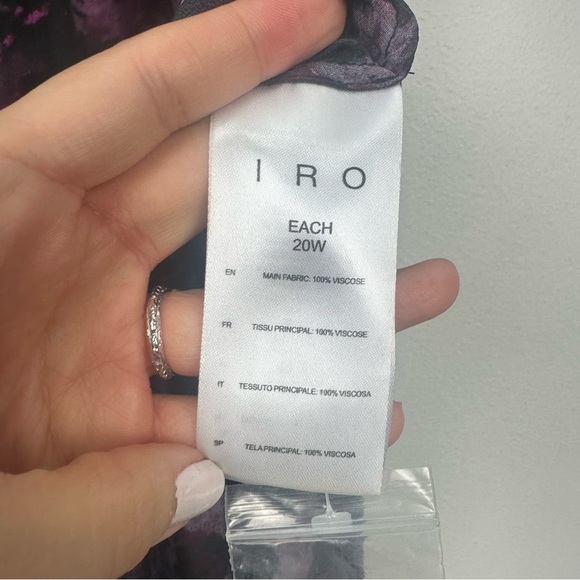 IRO
EACH
20W
EN MAIN FABRIC: 100% VISCOSE
FR TISSU PRINCIPAL: 100% VISCOSE
IT TESSUTO PRINCIPALE: 100% VISCOSA
SP TELA PRINCIPAL: 100% VISCOSA